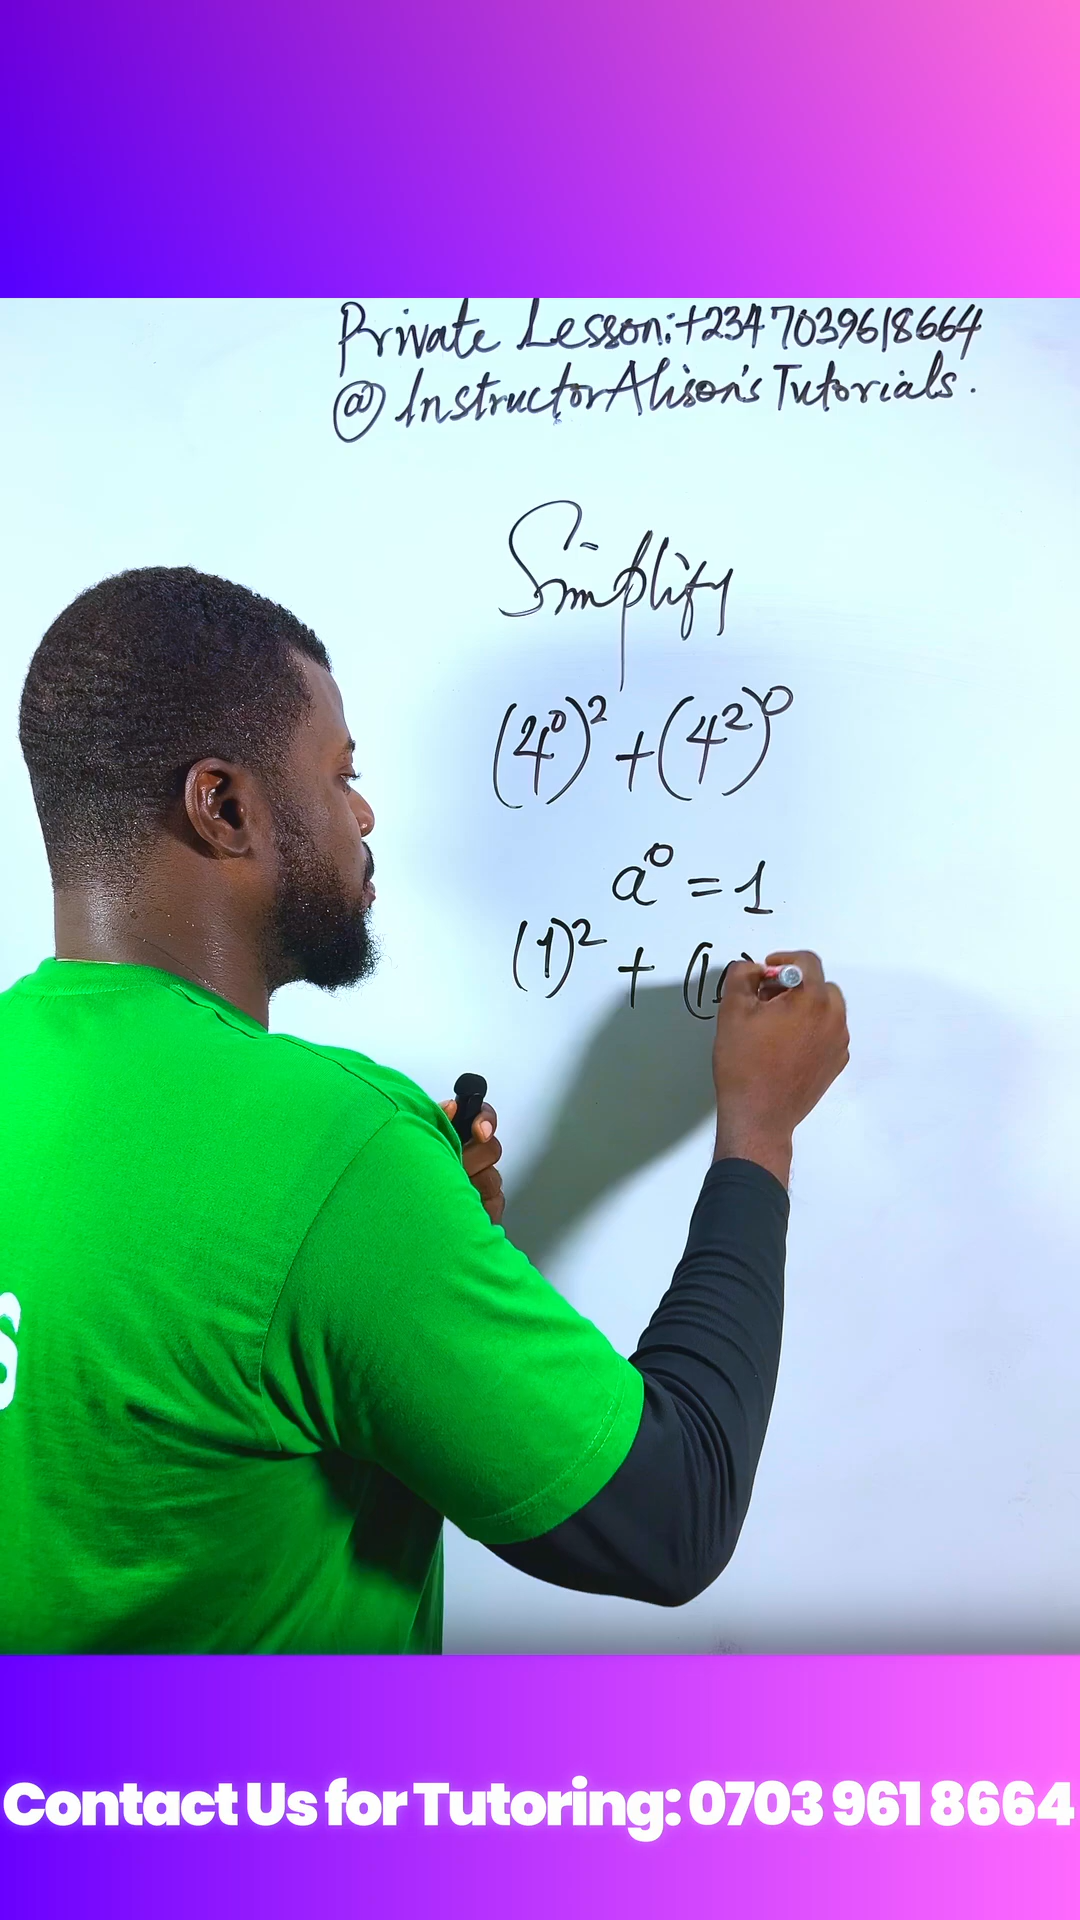 Private Lesson:+2347039618664
@InstructorAlison's Tutorials.
Simplify
(4⁰)² + (4²)⁰
a⁰ = 1
(1)² + (1
Contact Us for Tutoring: 0703 961 8664